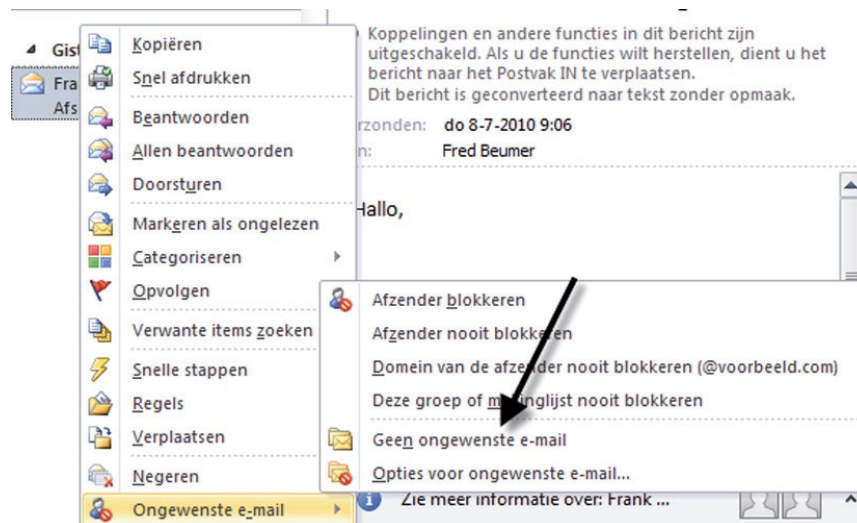 Koppelingen en andere functies in dit bericht zijn
uitgeschakeld. Als u de functies wilt herstellen, dient u het
bericht naar het Postvak IN te verplaatsen.
Dit bericht is geconverteerd naar tekst zonder opmaak.
rzonden: do 8-7-2010 9:06
n: Fred Beumer
Hallo,
Gist
Fra
Afs
Kopiëren
Snel afdrukken
Beantwoorden
Allen beantwoorden
Doorsturen
Markeren als ongelezen
Categoriseren
Opvolgen
Verwante items zoeken
Snelle stappen
Regels
Verplaatsen
Negeren
Ongewenste e-mail
Afzender blokkeren
Afzender nooit blokkeren
Domein van de afzender nooit blokkeren (@voorbeeld.com)
Deze groep of mailinglijst nooit blokkeren
Geen ongewenste e-mail
Opties voor ongewenste e-mail...
Zie meer informatie over: Frank ...